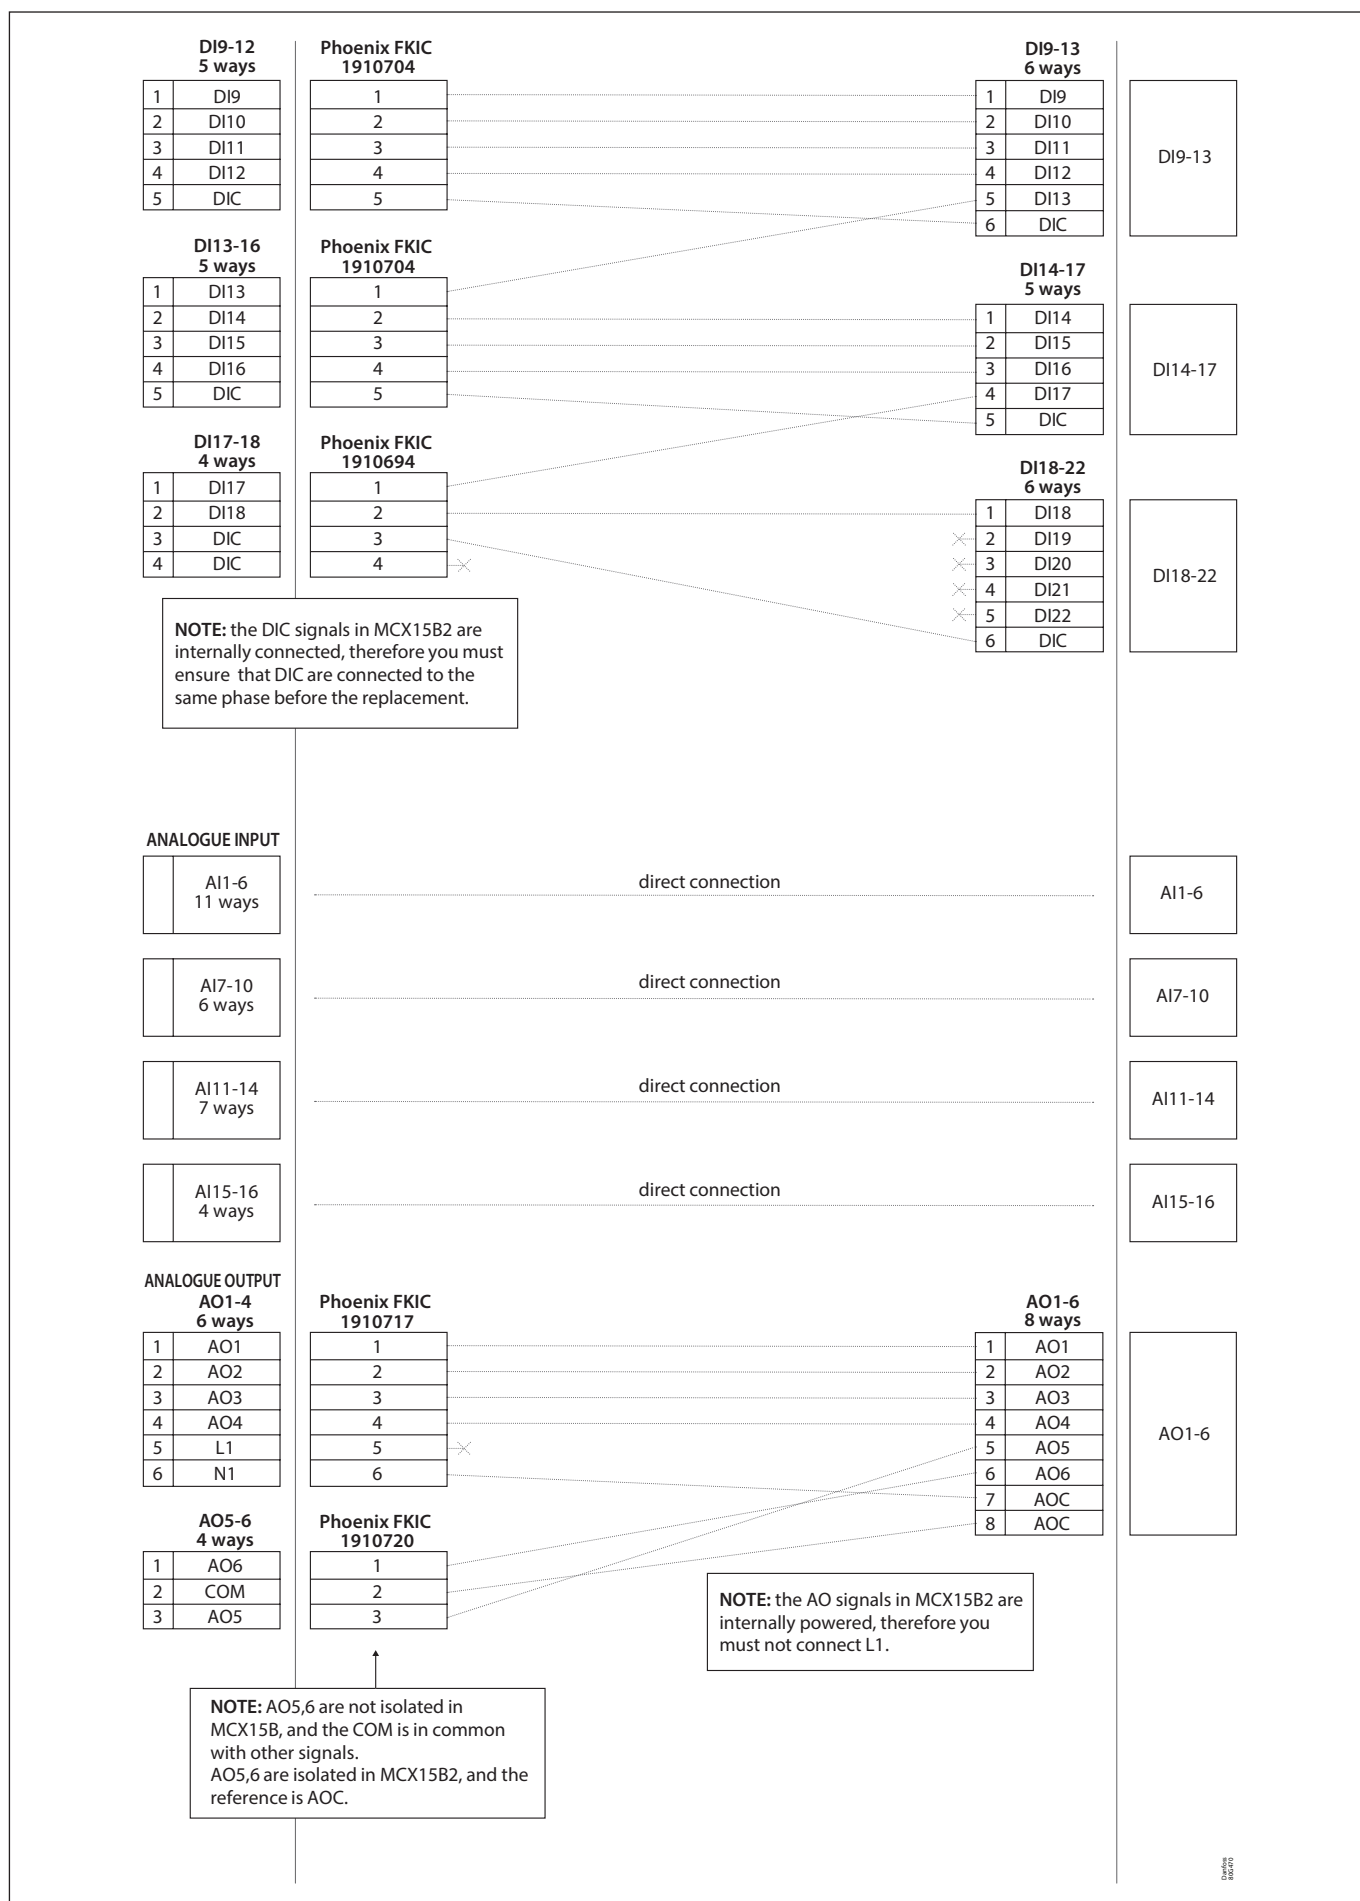 DI9-12
5 ways
Phoenix FKIC
1910704
DI9-13
6 ways
1 DI9 1 1 DI9
2 DI10 2 2 DI10
3 DI11 3 3 DI11
4 DI12 4 4 DI12
5 DIC 5 5 DI13
6 DIC
DI9-13
DI13-16
5 ways
Phoenix FKIC
1910704
DI14-17
5 ways
1 DI13 1
2 DI14 2 1 DI14
3 DI15 3 2 DI15
4 DI16 4 3 DI16
5 DIC 5 4 DI17
5 DIC
DI14-17
DI17-18
4 ways
Phoenix FKIC
1910694
DI18-22
6 ways
1 DI17 1
2 DI18 2 1 DI18
3 DIC 3 2 DI19
4 DIC 4 3 DI20
4 DI21
5 DI22
6 DIC
DI18-22
NOTE: the DIC signals in MCX15B2 are
internally connected, therefore you must
ensure that DIC are connected to the
same phase before the replacement.
ANALOGUE INPUT
AI1-6
11 ways
direct connection
AI1-6
AI7-10
6 ways
direct connection
AI7-10
AI11-14
7 ways
direct connection
AI11-14
AI15-16
4 ways
direct connection
AI15-16
ANALOGUE OUTPUT
AO1-4
6 ways
Phoenix FKIC
1910717
AO1-6
8 ways
1 AO1 1 1 AO1
2 AO2 2 2 AO2
3 AO3 3 3 AO3
4 AO4 4 4 AO4
5 L1 5 5 AO5
6 N1 6 6 AO6
7 AOC
8 AOC
AO1-6
AO5-6
4 ways
Phoenix FKIC
1910720
1 AO6 1
2 COM 2
3 AO5 3
NOTE: the AO signals in MCX15B2 are
internally powered, therefore you
must not connect L1.
NOTE: AO5,6 are not isolated in
MCX15B, and the COM is in common
with other signals.
AO5,6 are isolated in MCX15B2, and the
reference is AOC.
Danfoss
80G470